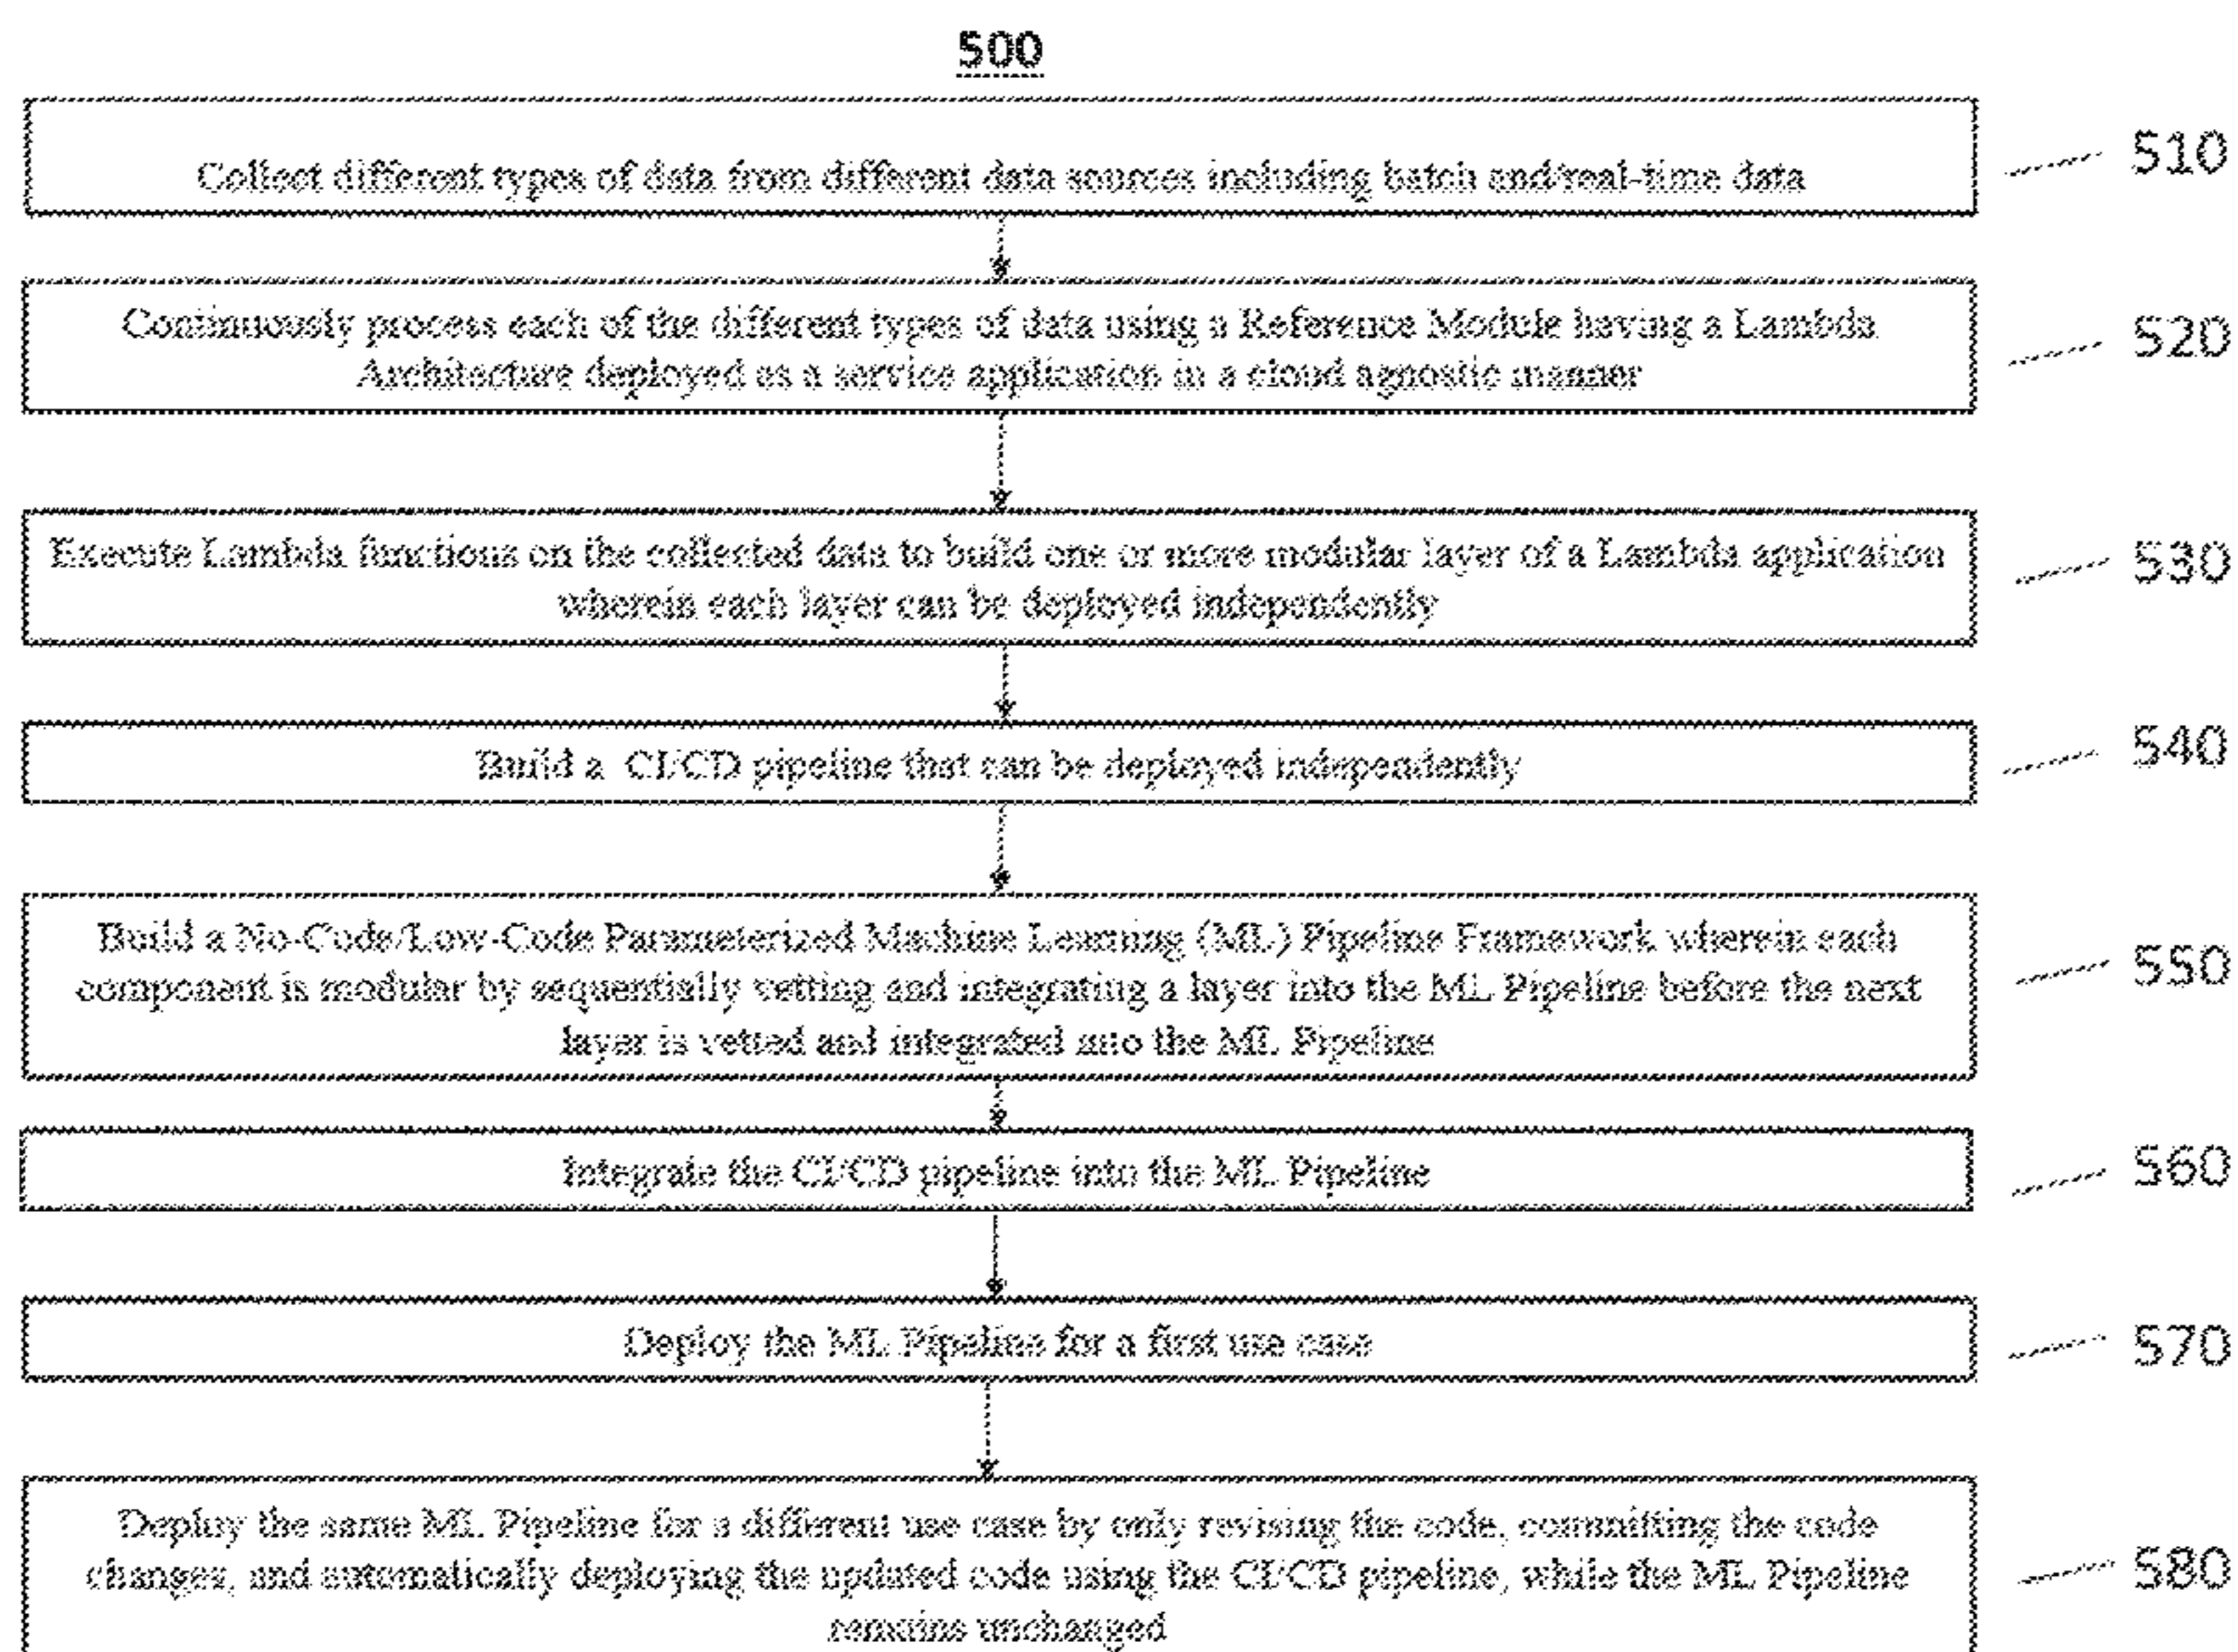 500
Collect different types of data from different data sources including batch and/real-time data
510
Continuously process each of the different types of data using a Reference Module having a Lambda
Architecture deployed as a service application in a cloud agnostic manner
520
Execute Lambda functions on the collected data to build one or more modular layer of a Lambda application
wherein each layer can be deployed independently
530
Build a CI/CD pipeline that can be deployed independently
540
Build a No-Code/Low-Code Parameterized Machine Learning (ML) Pipeline Framework wherein each
component is modular by sequentially vetting and integrating a layer into the ML Pipeline before the next
layer is vetted and integrated into the ML Pipeline
550
Integrate the CI/CD pipeline into the ML Pipeline
560
Deploy the ML Pipeline for a first use case
570
Deploy the same ML Pipeline for a different use case by only revising the code, committing the code
changes, and automatically deploying the updated code using the CI/CD pipeline, while the ML Pipeline
remains unchanged
580